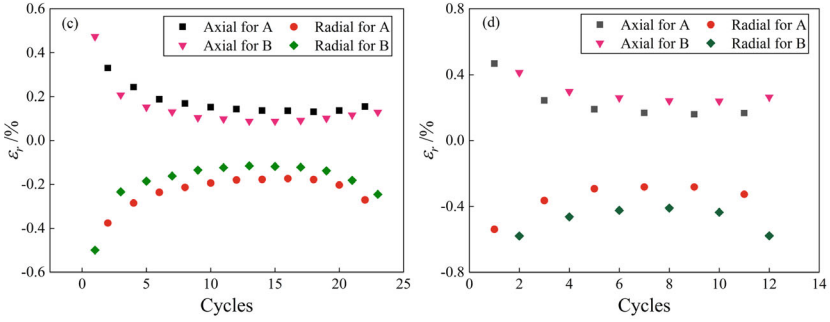 (c)
Axial for A
Radial for A
Axial for B
Radial for B
εr /%
0.6
0.4
0.2
0.0
-0.2
-0.4
-0.6
0 5 10 15 20 25
Cycles
(d)
Axial for A
Radial for A
Axial for B
Radial for B
εr /%
0.8
0.4
0.0
-0.4
-0.8
0 2 4 6 8 10 12 14
Cycles